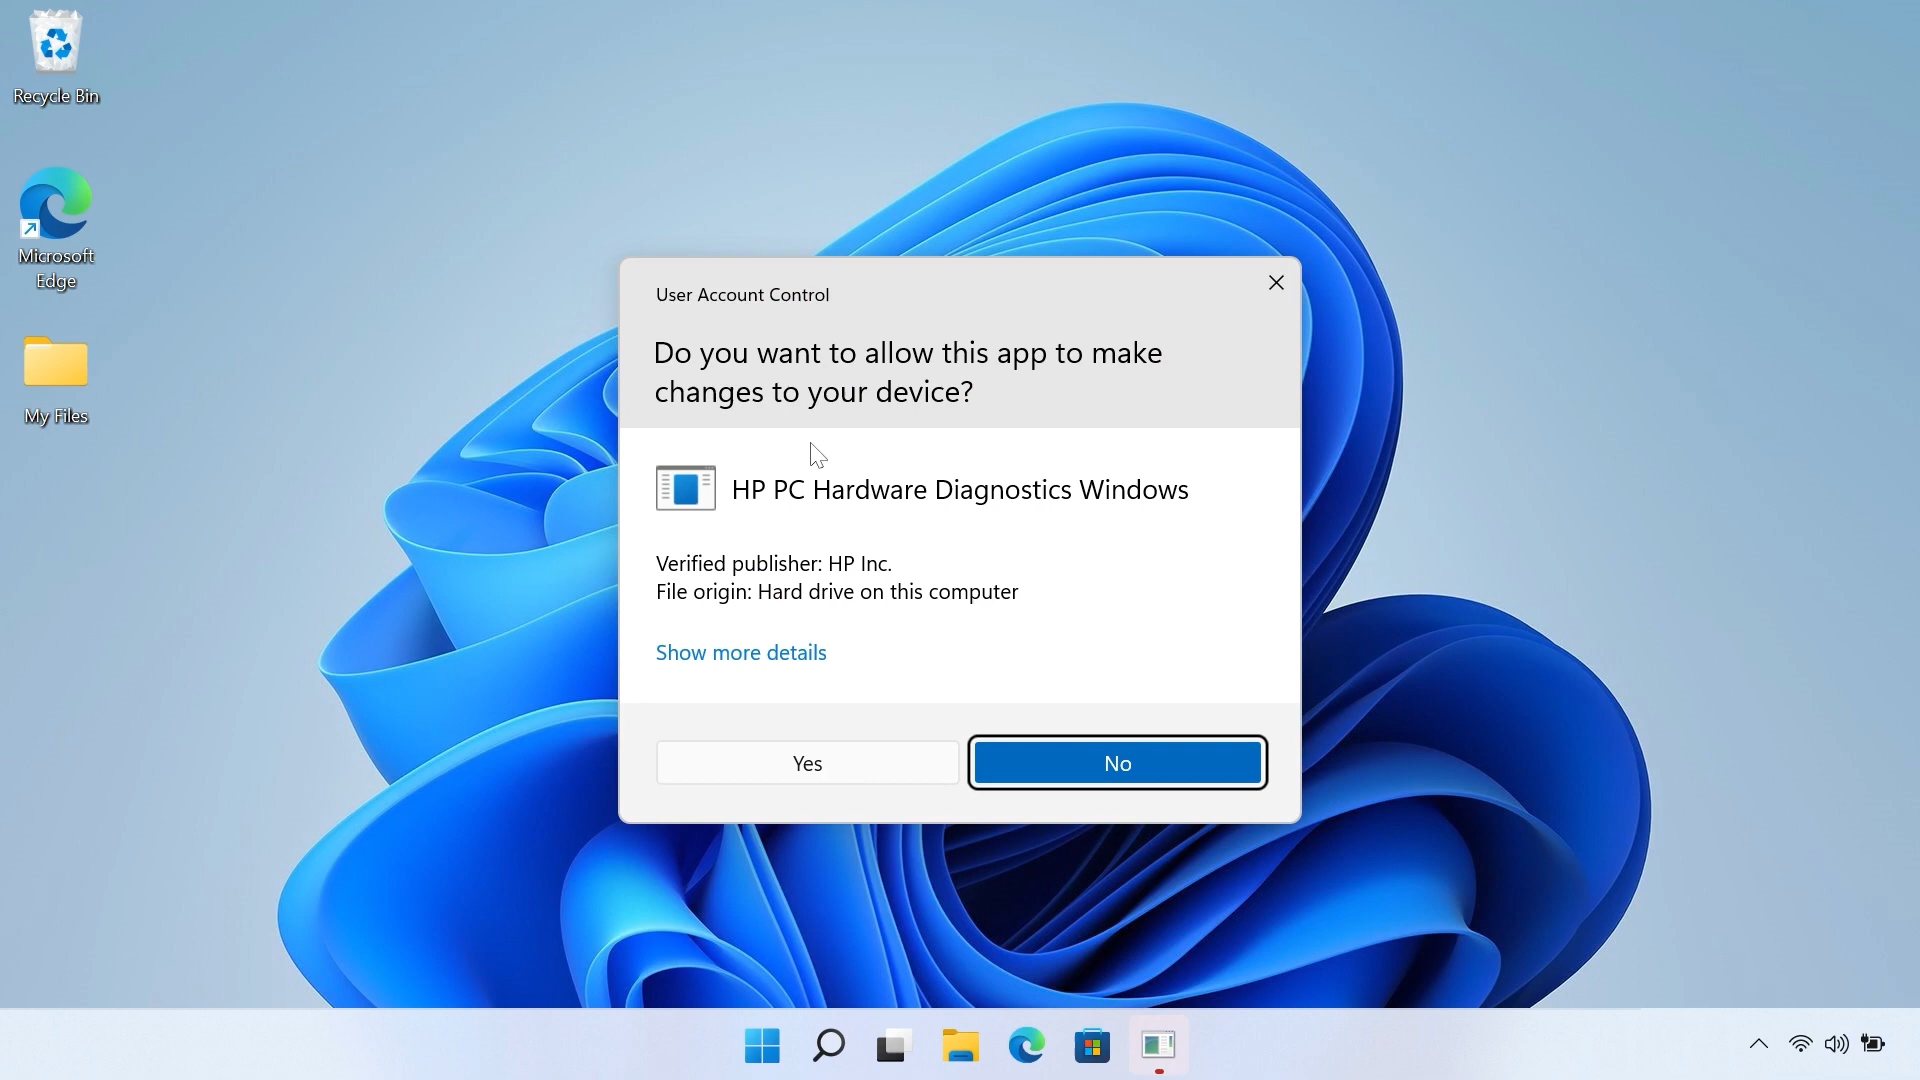 Recycle Bin
Microsoft
Edge
My Files
User Account Control
Do you want to allow this app to make
changes to your device?
HP PC Hardware Diagnostics Windows
Verified publisher: HP Inc.
File origin: Hard drive on this computer
Show more details
Yes
No